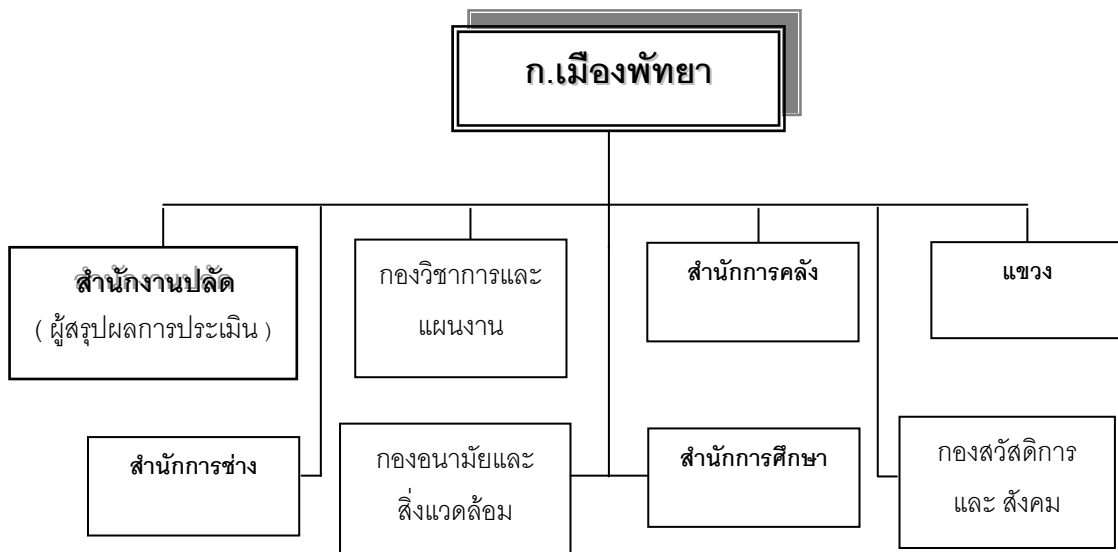 ก.เมืองพัทยา
สำนักงานปลัด
( ผู้สรุปผลการประเมิน )
กองวิชาการและ
แผนงาน
สำนักการคลัง
แขวง
สำนักการช่าง
กองอนามัยและ
สิ่งแวดล้อม
สำนักการศึกษา
กองสวัสดิการ
และ สังคม